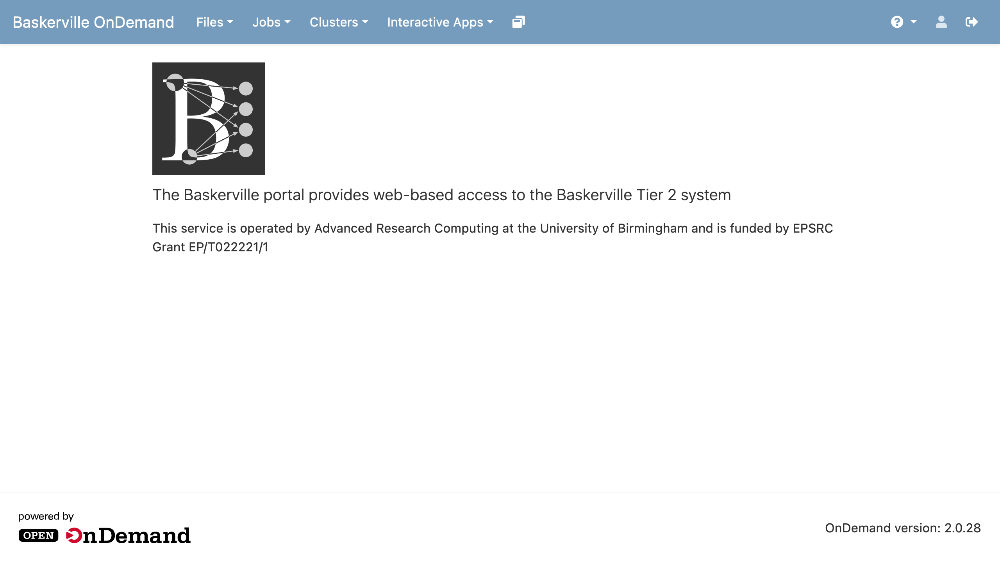 Baskerville OnDemand Files Jobs Clusters Interactive Apps
B
The Baskerville portal provides web-based access to the Baskerville Tier 2 system
This service is operated by Advanced Research Computing at the University of Birmingham and is funded by EPSRC
Grant EP/T022221/1
powered by
OPEN OnDemand
OnDemand version: 2.0.28